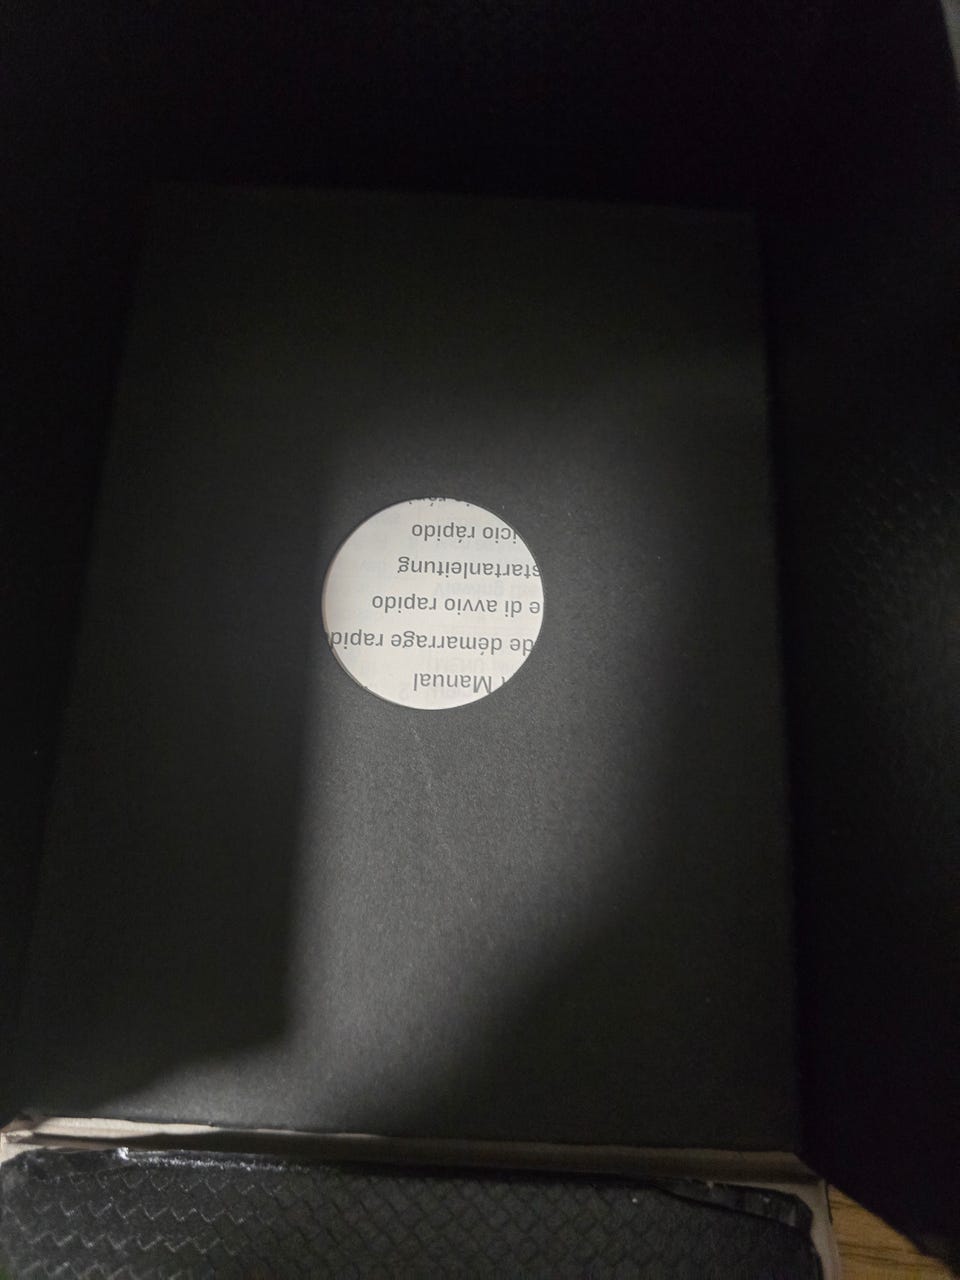 Manual
de démarrage rapid
e di avvio rapido
startanleitung
icio rápido